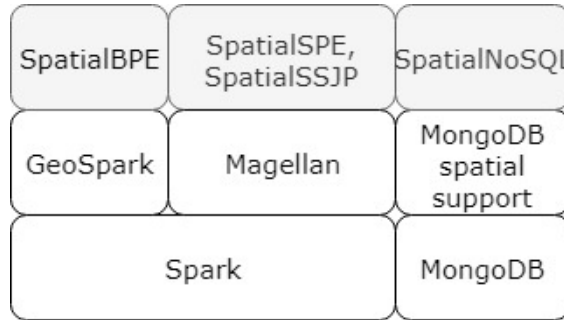 SpatialBPE
SpatialSPE,
SpatialSSJP
SpatialNoSQL
GeoSpark
Magellan
MongoDB
spatial
support
Spark
MongoDB